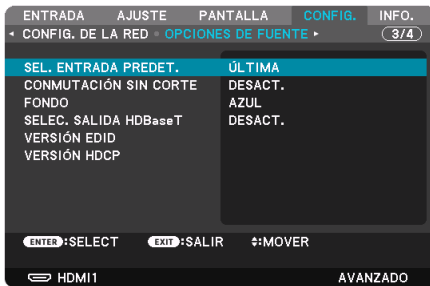 ENTRADA AJUSTE PANTALLA CONFIG. INFO.
CONFIG. DE LA RED OPCIONES DE FUENTE 3/4
SEL. ENTRADA PREDET. ÚLTIMA
CONMUTACIÓN SIN CORTE DESACT.
FONDO AZUL
SELEC. SALIDA HDBaseT DESACT.
VERSIÓN EDID
VERSIÓN HDCP
ENTER :SELECT EXIT :SALIR :MOVER
HDMI1 AVANZADO